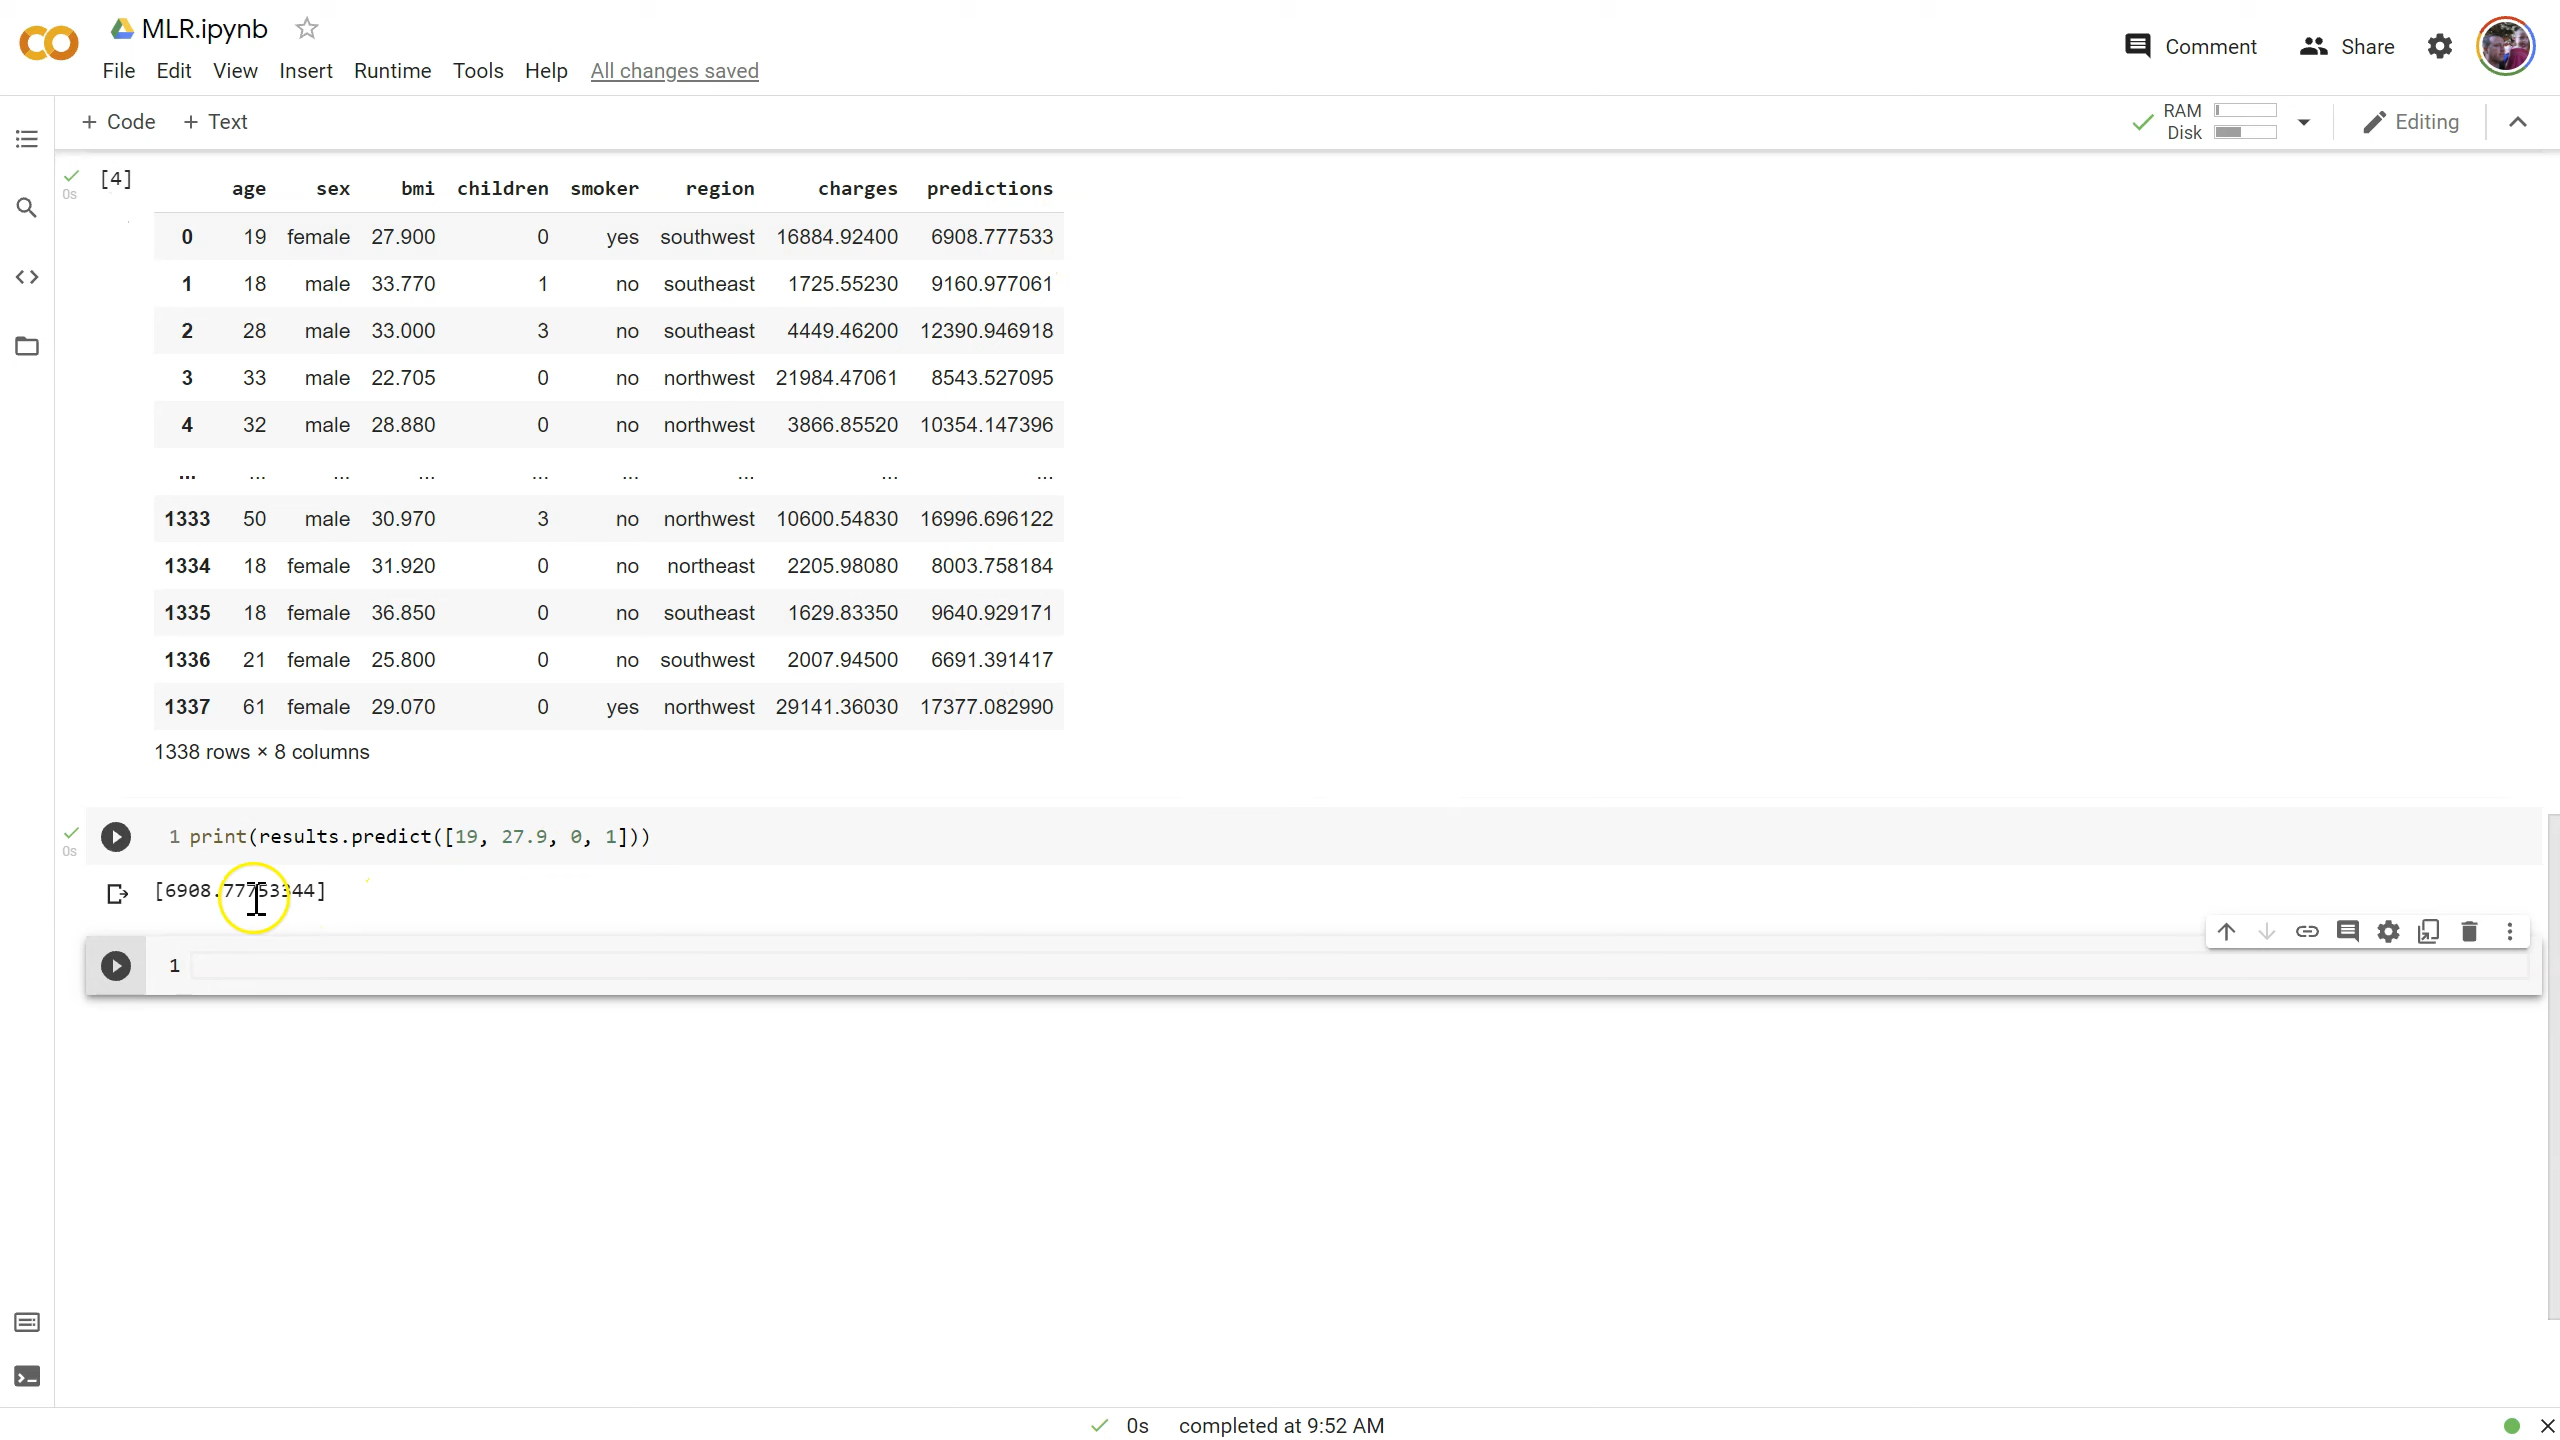 MLR.ipynb
File Edit View Insert Runtime Tools Help All changes saved
Comment Share
+ Code + Text
RAM
Disk
Editing
[4]
0s
age sex bmi children smoker region charges predictions
0 19 female 27.900 0 yes southwest 16884.92400 6908.777533
1 18 male 33.770 1 no southeast 1725.55230 9160.977061
2 28 male 33.000 3 no southeast 4449.46200 12390.946918
3 33 male 22.705 0 no northwest 21984.47061 8543.527095
4 32 male 28.880 0 no northwest 3866.85520 10354.147396
... ... ... ... ... ... ... ... ...
1333 50 male 30.970 3 no northwest 10600.54830 16996.696122
1334 18 female 31.920 0 no northeast 2205.98080 8003.758184
1335 18 female 36.850 0 no southeast 1629.83350 9640.929171
1336 21 female 25.800 0 no southwest 2007.94500 6691.391417
1337 61 female 29.070 0 yes northwest 29141.36030 17377.082990
1338 rows × 8 columns
1 print(results.predict([19, 27.9, 0, 1]))
0s
[6908.77753344]
1
0s completed at 9:52 AM